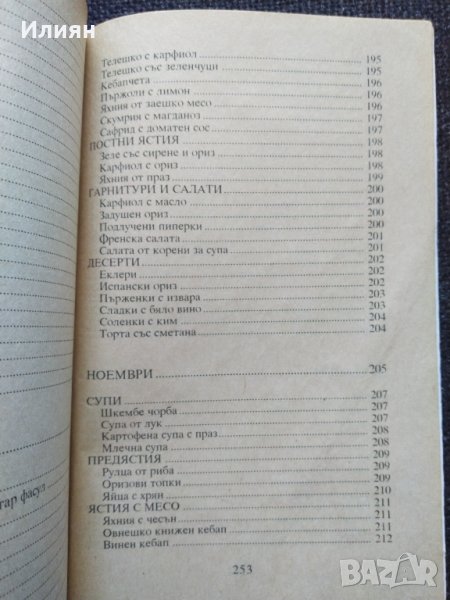 Илиян
Телешко с карфиол 195
Телешко със зеленчуци 195
Кебапчета 196
Пържоли с лимон 196
Яхния от заешко месо 196
Скумрия с магданоз 197
Сафрид с доматен сос 197
ПОСТНИ ЯСТИЯ 198
Зеле със сирене и ориз 198
Карфиол с ориз 198
Яхния от праз 199
ГАРНИТУРИ И САЛАТИ 200
Карфиол с масло 200
Задушен ориз 200
Подлучени пиперки 200
Френска салата 201
Салата от корени за супа 201
ДЕСЕРТИ 202
Еклери 202
Испански ориз 202
Пърженки с извара 203
Сладки с бяло вино 203
Соленки с ким 204
Торта със сметана 204
НОЕМВРИ 205
СУПИ 207
Шкембе чорба 207
Супа от лук 207
Картофена супа с праз 208
Млечна супа 208
ПРЕДЯСТИЯ 209
Рулца от риба 209
Оризови топки 209
Яйца с хрян 210
ЯСТИЯ С МЕСО 211
Яхния с чесън 211
Овнешко книжен кебап 211
Винен кебап 212
253
фасул
БАZАР
bazar.bg